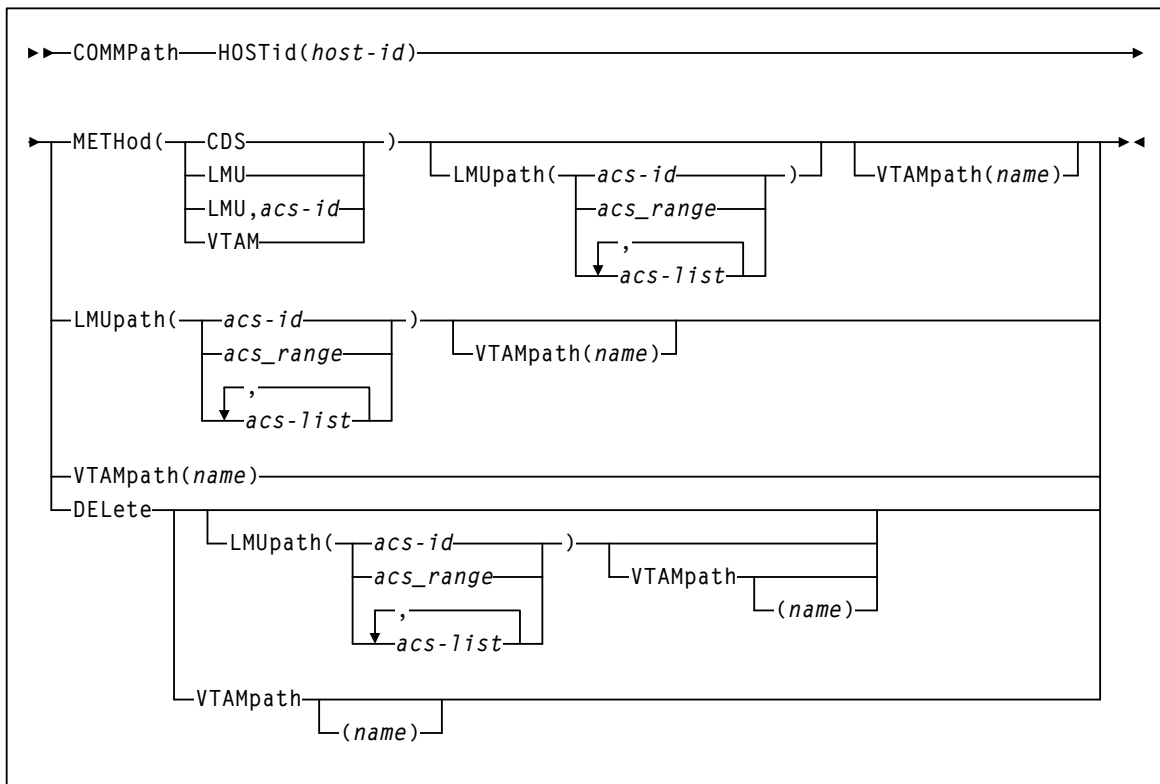 COMMPath HOSTid(host-id)
METHod( CDS ) LMUpath( acs-id ) VTAMpath(name)
LMU
LMU,acs-id
VTAM
acs_range
,
acs-list
LMUpath( acs-id ) VTAMpath(name)
acs_range
,
acs-list
VTAMpath(name)
DELete
LMUpath( acs-id ) VTAMpath (name)
acs_range
,
acs-list
VTAMpath
(name)